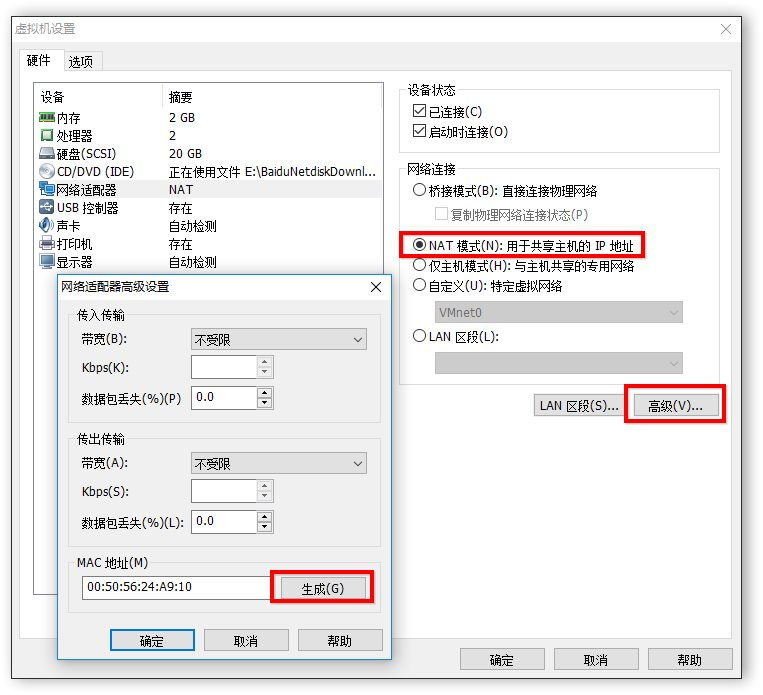 虚拟机设置
硬件 选项
设备 摘要
内存 2 GB
处理器 2
硬盘(SCSI) 20 GB
CD/DVD (IDE) 正在使用文件 E:\BaiduNetdiskDownl...
网络适配器 NAT
USB 控制器 存在
声卡 自动检测
打印机 存在
显示器 自动检测
设备状态
已连接(C)
启动时连接(O)
网络连接
桥接模式(B): 直接连接物理网络
复制物理网络连接状态(P)
NAT 模式(N): 用于共享主机的 IP 地址
仅主机模式(H): 与主机共享的专用网络
自定义(U): 特定虚拟网络
VMnet0
LAN 区段(L):
LAN 区段(S)... 高级(V)...
网络适配器高级设置
传入传输
带宽(B): 不受限
Kbps(K):
数据包丢失(%)(P) 0.0
传出传输
带宽(A): 不受限
Kbps(S):
数据包丢失(%)(L): 0.0
MAC 地址(M)
00:50:56:24:A9:10 生成(G)
确定 取消 帮助
确定 取消 帮助